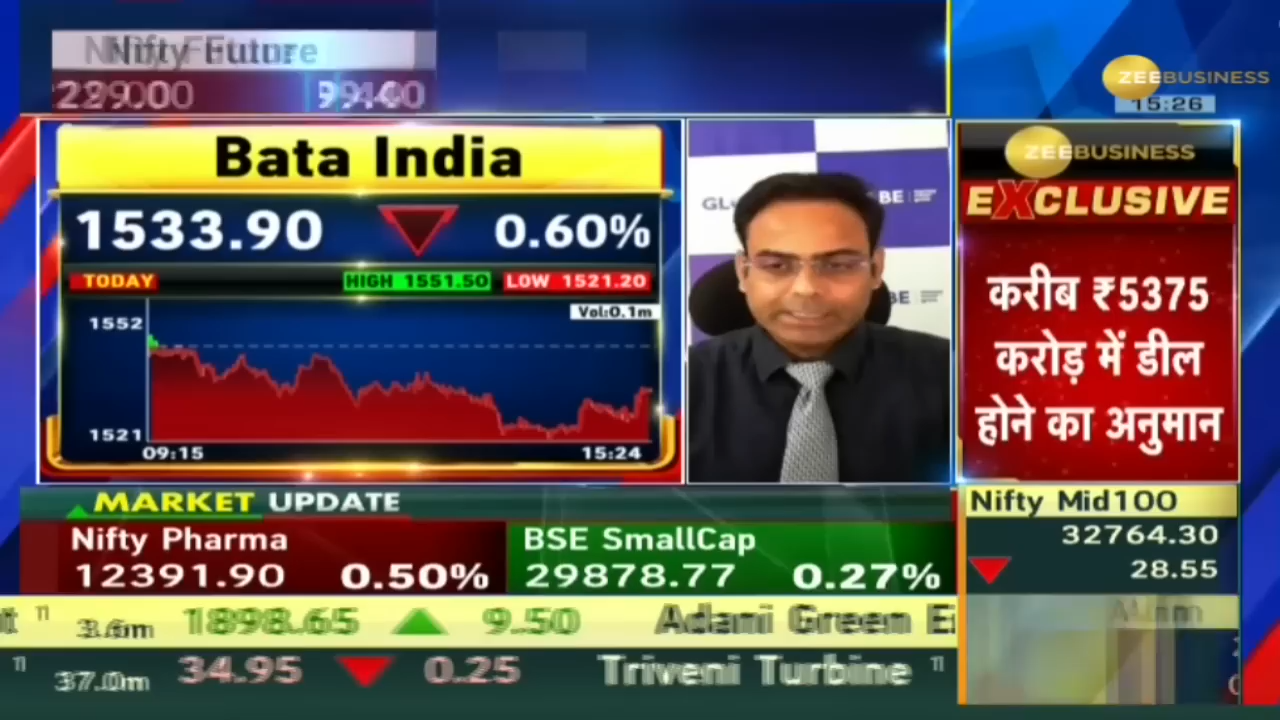 Nifty Future
ZEEBUSINESS
15:26
Bata India
1533.90 0.60%
TODAY HIGH 1551.50 LOW 1521.20
Vol:0.1m
1552
1521
09:15 15:24
ZEEBUSINESS
EXCLUSIVE
करीब ₹5375
करोड़ में डील
होने का अनुमान
MARKET UPDATE
Nifty Pharma
12391.90 0.50%
BSE SmallCap
29878.77 0.27%
Nifty Mid100
32764.30
28.55
1898.65 9.50 Adani Green
37.0m 34.95 0.25 Triveni Turbine